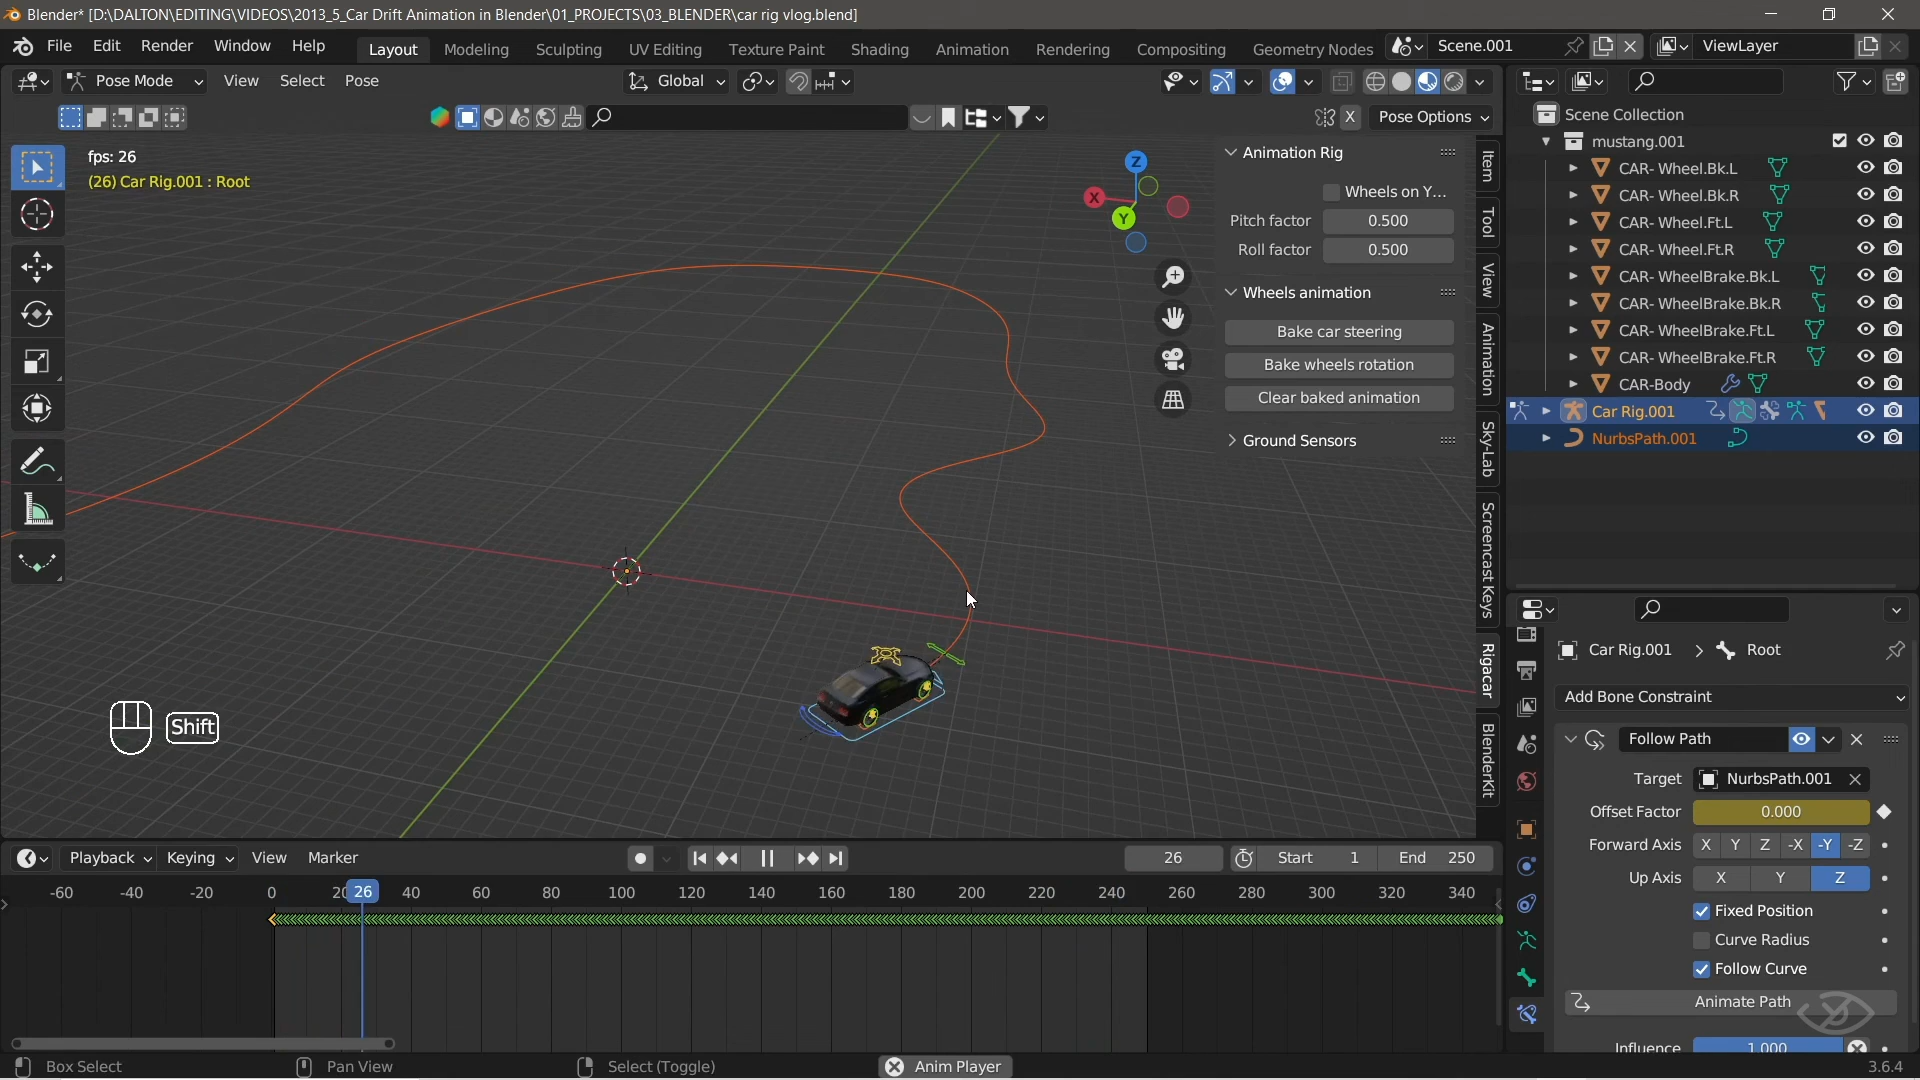 Blender* [D:\DALTON\EDITING\VIDEOS\2013_5_Car Drift Animation in Blender\01_PROJECTS\03_BLENDER\car rig vlog.blend]
File Edit Render Window Help Layout Modeling Sculpting UV Editing Texture Paint Shading Animation Rendering Compositing Geometry Nodes Scene.001 ViewLayer
Pose Mode View Select Pose Global
X Pose Options
fps: 26
(26) Car Rig.001 : Root
Z
X
Y
Animation Rig
Wheels on Y...
Pitch factor 0.500
Roll factor 0.500
Wheels animation
Bake car steering
Bake wheels rotation
Clear baked animation
Ground Sensors
Item
Tool
View
Animation
Sky-Lab
Screencast Keys
Rigacar
BlenderKit
Shift
Scene Collection
mustang.001
CAR- Wheel.Bk.L
CAR- Wheel.Bk.R
CAR- Wheel.Ft.L
CAR- Wheel.Ft.R
CAR- WheelBrake.Bk.L
CAR- WheelBrake.Bk.R
CAR- WheelBrake.Ft.L
CAR- WheelBrake.Ft.R
CAR-Body
Car Rig.001
NurbsPath.001
Car Rig.001 > Root
Add Bone Constraint
Follow Path
Target NurbsPath.001
Offset Factor 0.000
Forward Axis X Y Z -X -Y -Z
Up Axis X Y Z
Fixed Position
Curve Radius
Follow Curve
Animate Path
Influence 1.000
Playback Keying View Marker 26 Start 1 End 250
-60 -40 -20 0 20 26 40 60 80 100 120 140 160 180 200 220 240 260 280 300 320 340
Box Select Pan View Select (Toggle) Anim Player 3.6.4